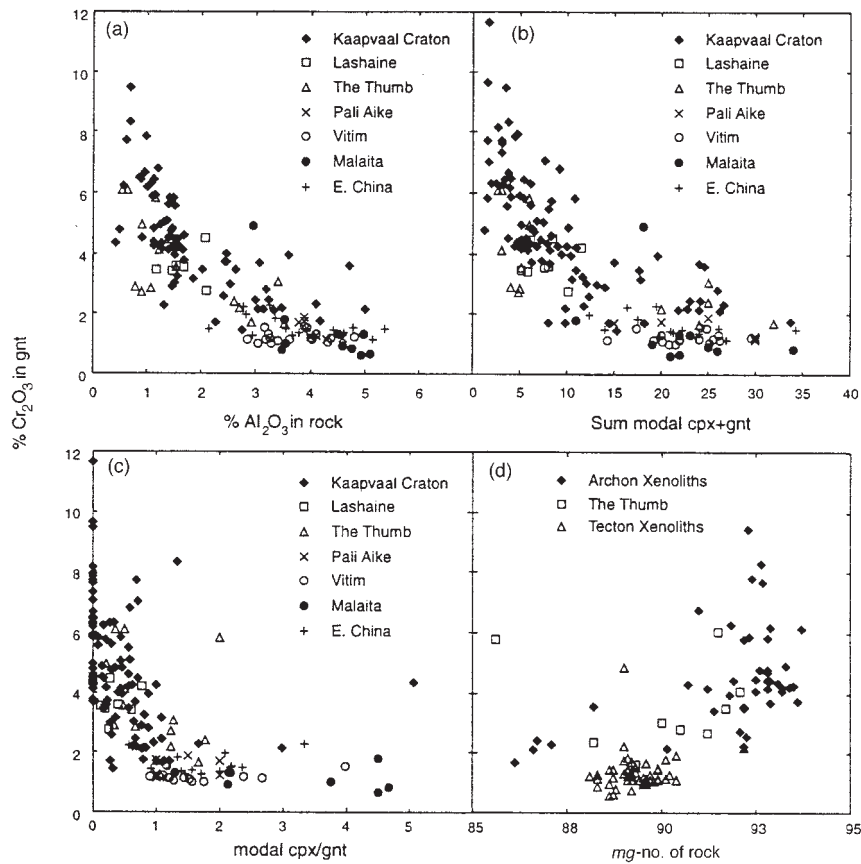 % Cr2O3 in gnt
(a)
12
10
8
6
4
2
0
◆ Kaapvaal Craton
□ Lashaine
△ The Thumb
× Pali Aike
○ Vitim
● Malaita
+ E. China
0 1 2 3 4 5 6 7
% Al2O3 in rock
(b)
◆ Kaapvaal Craton
□ Lashaine
△ The Thumb
× Pali Aike
○ Vitim
● Malaita
+ E. China
0 5 10 15 20 25 30 35 40
Sum modal cpx+gnt
(c)
12
10
8
6
4
2
0
◆ Kaapvaal Craton
□ Lashaine
△ The Thumb
× Pali Aike
○ Vitim
● Malaita
+ E. China
0 1 2 3 4 5 6
modal cpx/gnt
(d)
◆ Archon Xenoliths
□ The Thumb
△ Tecton Xenoliths
85 88 90 93 95
mg-no. of rock